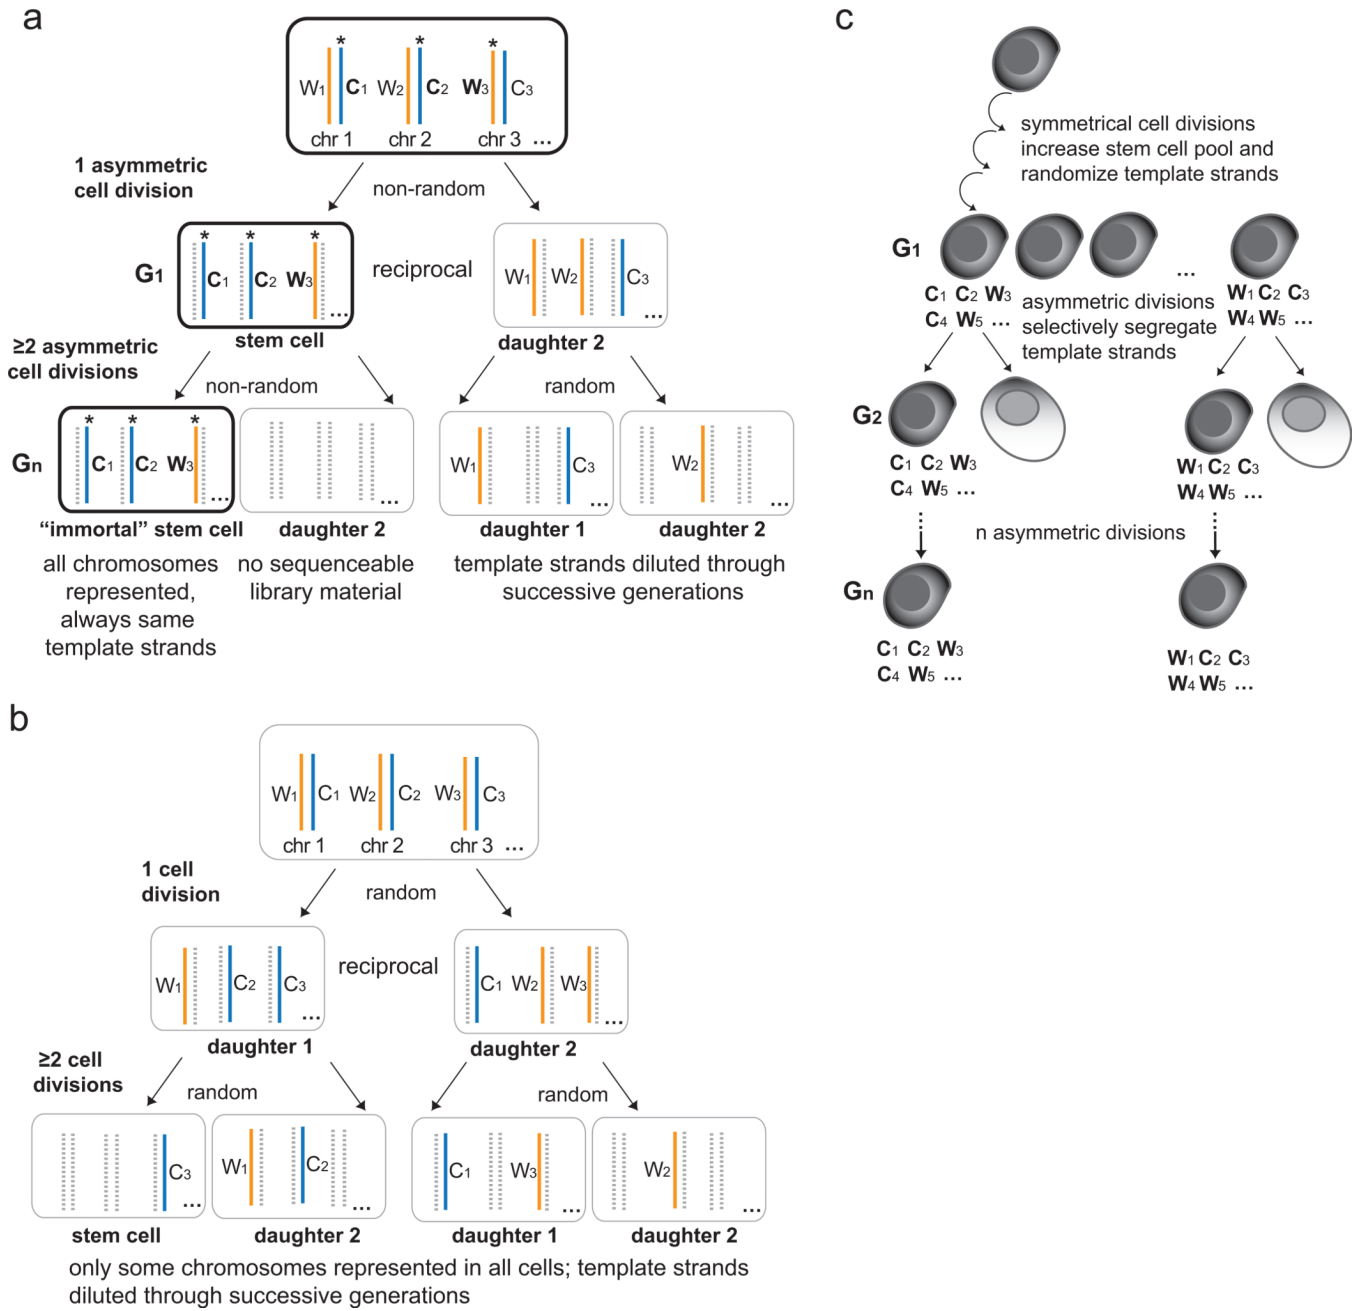 a
* * *
W1 C1 W2 C2 W3 C3
chr 1 chr 2 chr 3 ...
1 asymmetric
cell division
non-random
G1
* * *
C1 C2 W3 ...
stem cell
reciprocal
W1 W2 C3 ...
daughter 2
≥2 asymmetric
cell divisions
non-random
random
Gn
* * *
C1 C2 W3 ...
"immortal" stem cell
all chromosomes
represented,
always same
template strands
...
daughter 2
no sequenceable
library material
W1 C3 ...
daughter 1
W2 ...
daughter 2
template strands diluted through
successive generations
b
W1 C1 W2 C2 W3 C3
chr 1 chr 2 chr 3 ...
1 cell
division
random
W1 C2 C3 ...
daughter 1
reciprocal
C1 W2 W3 ...
daughter 2
≥2 cell
divisions
random
random
C3 ...
stem cell
W1 C2 ...
daughter 2
C1 W3 ...
daughter 1
W2 ...
daughter 2
only some chromosomes represented in all cells; template strands
diluted through successive generations
c
symmetrical cell divisions
increase stem cell pool and
randomize template strands
G1
...
C1 C2 W3
C4 W5 ...
asymmetric divisions
selectively segregate
template strands
W1 C2 C3
W4 W5 ...
G2
C1 C2 W3
C4 W5 ...
W1 C2 C3
W4 W5 ...
n asymmetric divisions
Gn
C1 C2 W3
C4 W5 ...
W1 C2 C3
W4 W5 ...